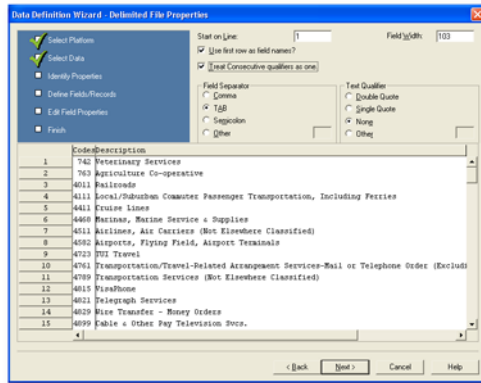 Data Definition Wizard - Delimited File Properties
Select Platform
Select Data
Identify Properties
Define Fields/Records
Edit Field Properties
Finish
Start on Line: 1
Field Width: 103
Use first row as field names?
Treat Consecutive qualifiers as one.
Field Separator
Comma
TAB
Semicolon
Other
Text Qualifier
Double Quote
Single Quote
None
Other
Codes Description
1 742 Veterinary Services
2 763 Agriculture Co-operative
3 4011 Railroads
4 4111 Local/Suburban Commuter Passenger Transportation, Including Ferries
5 4411 Cruise Lines
6 4468 Marinas, Marine Service & Supplies
7 4511 Airlines, Air Carriers (Not Elsewhere Classified)
8 4582 Airports, Flying Field, Airport Terminals
9 4723 TUI Travel
10 4761 Transportation/Travel-Related Arrangement Services-Mail or Telephone Order (Excludi
11 4789 Transportation Services (Not Elsewhere Classified)
12 4815 VisaPhone
13 4821 Telegraph Services
14 4829 Wire Transfer - Money Orders
15 4899 Cable & Other Pay Television Svcs.
< Back
Next >
Cancel
Help